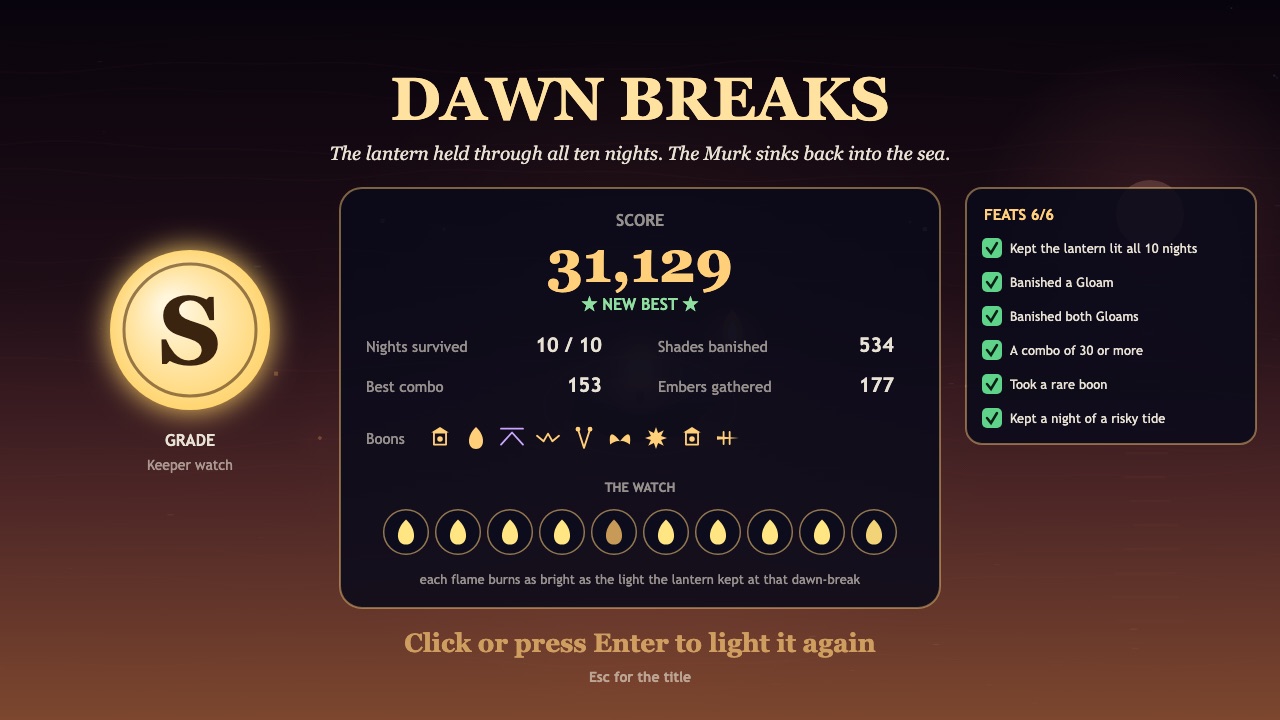 DAWN BREAKS
The lantern held through all ten nights. The Murk sinks back into the sea.
S
GRADE
Keeper watch
SCORE
31,129
★ NEW BEST ★
Nights survived 10 / 10 Shades banished 534
Best combo 153 Embers gathered 177
Boons
THE WATCH
each flame burns as bright as the light the lantern kept at that dawn-break
FEATS 6/6
Kept the lantern lit all 10 nights
Banished a Gloam
Banished both Gloams
A combo of 30 or more
Took a rare boon
Kept a night of a risky tide
Click or press Enter to light it again
Esc for the title